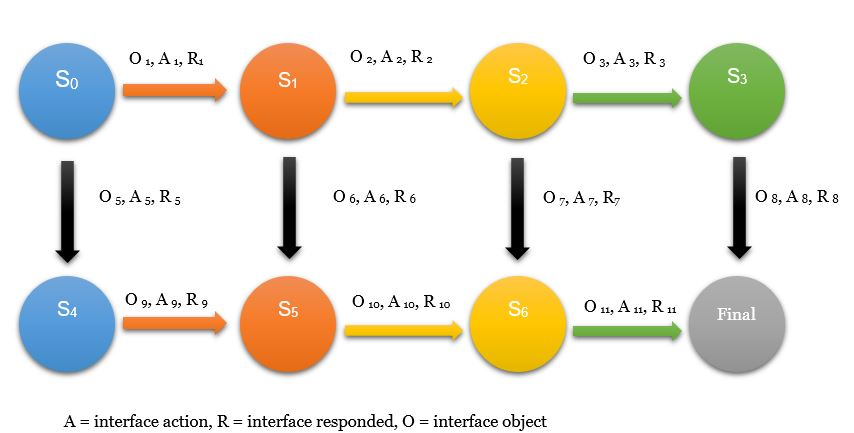 O 1, A 1, R1
O 2, A 2, R 2
O 3, A 3, R 3
S0
S1
S2
S3
O 5, A 5, R 5
O 6, A 6, R 6
O 7, A 7, R7
O 8, A 8, R 8
O 9, A 9, R 9
O 10, A 10, R 10
O 11, A 11, R 11
S4
S5
S6
Final
A = interface action, R = interface responded, O = interface object